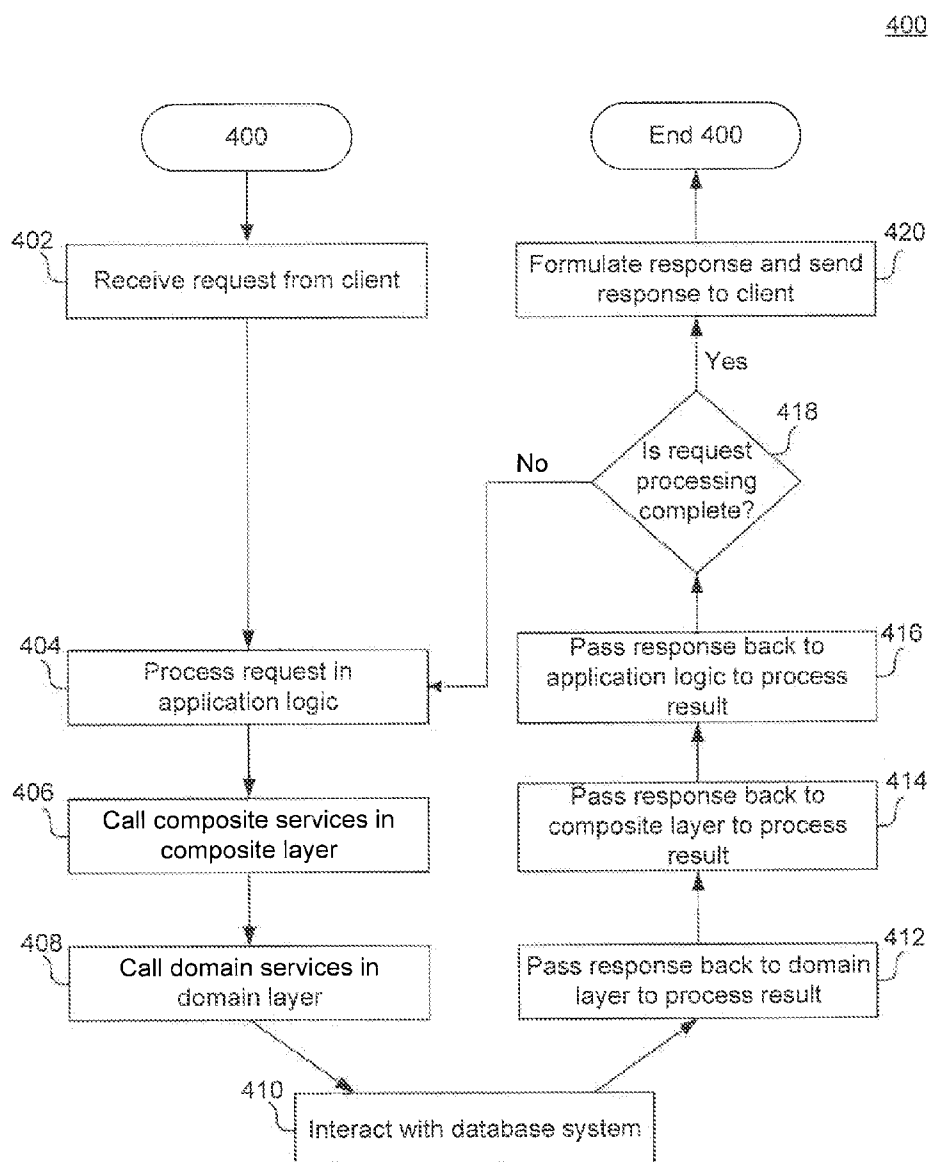 400
400
End 400
402
Receive request from client
420
Formulate response and send
response to client
Yes
418
Is request
processing
complete?
No
404
Process request in
application logic
416
Pass response back to
application logic to process
result
406
Call composite services in
composite layer
414
Pass response back to
composite layer to process
result
408
Call domain services in
domain layer
412
Pass response back to domain
layer to process result
410
Interact with database system